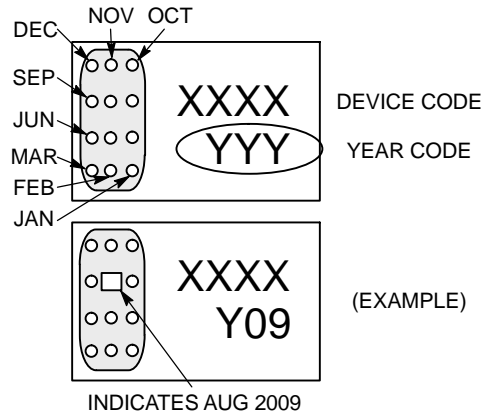 NOV OCT
DEC
SEP
JUN
MAR
FEB
JAN
XXXX DEVICE CODE
YYY YEAR CODE
XXXX
Y09
(EXAMPLE)
INDICATES AUG 2009